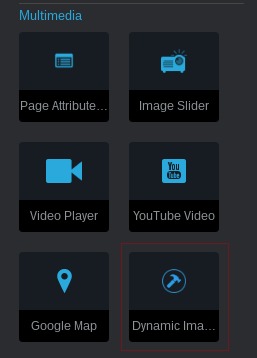 Multimedia
Page Attribute...
Image Slider
Video Player
You
Tube
YouTube Video
Google Map
Dynamic Ima...